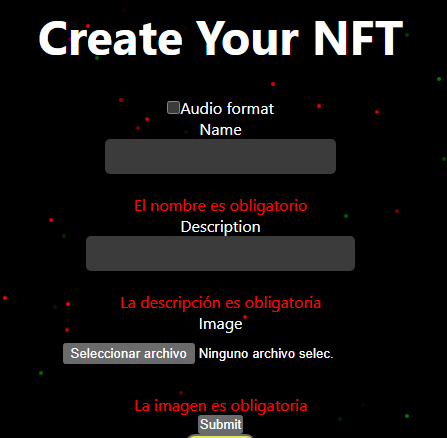 Create Your NFT
Audio format
Name
El nombre es obligatorio
Description
La descripción es obligatoria
Image
Seleccionar archivo Ninguno archivo selec.
La imagen es obligatoria
Submit